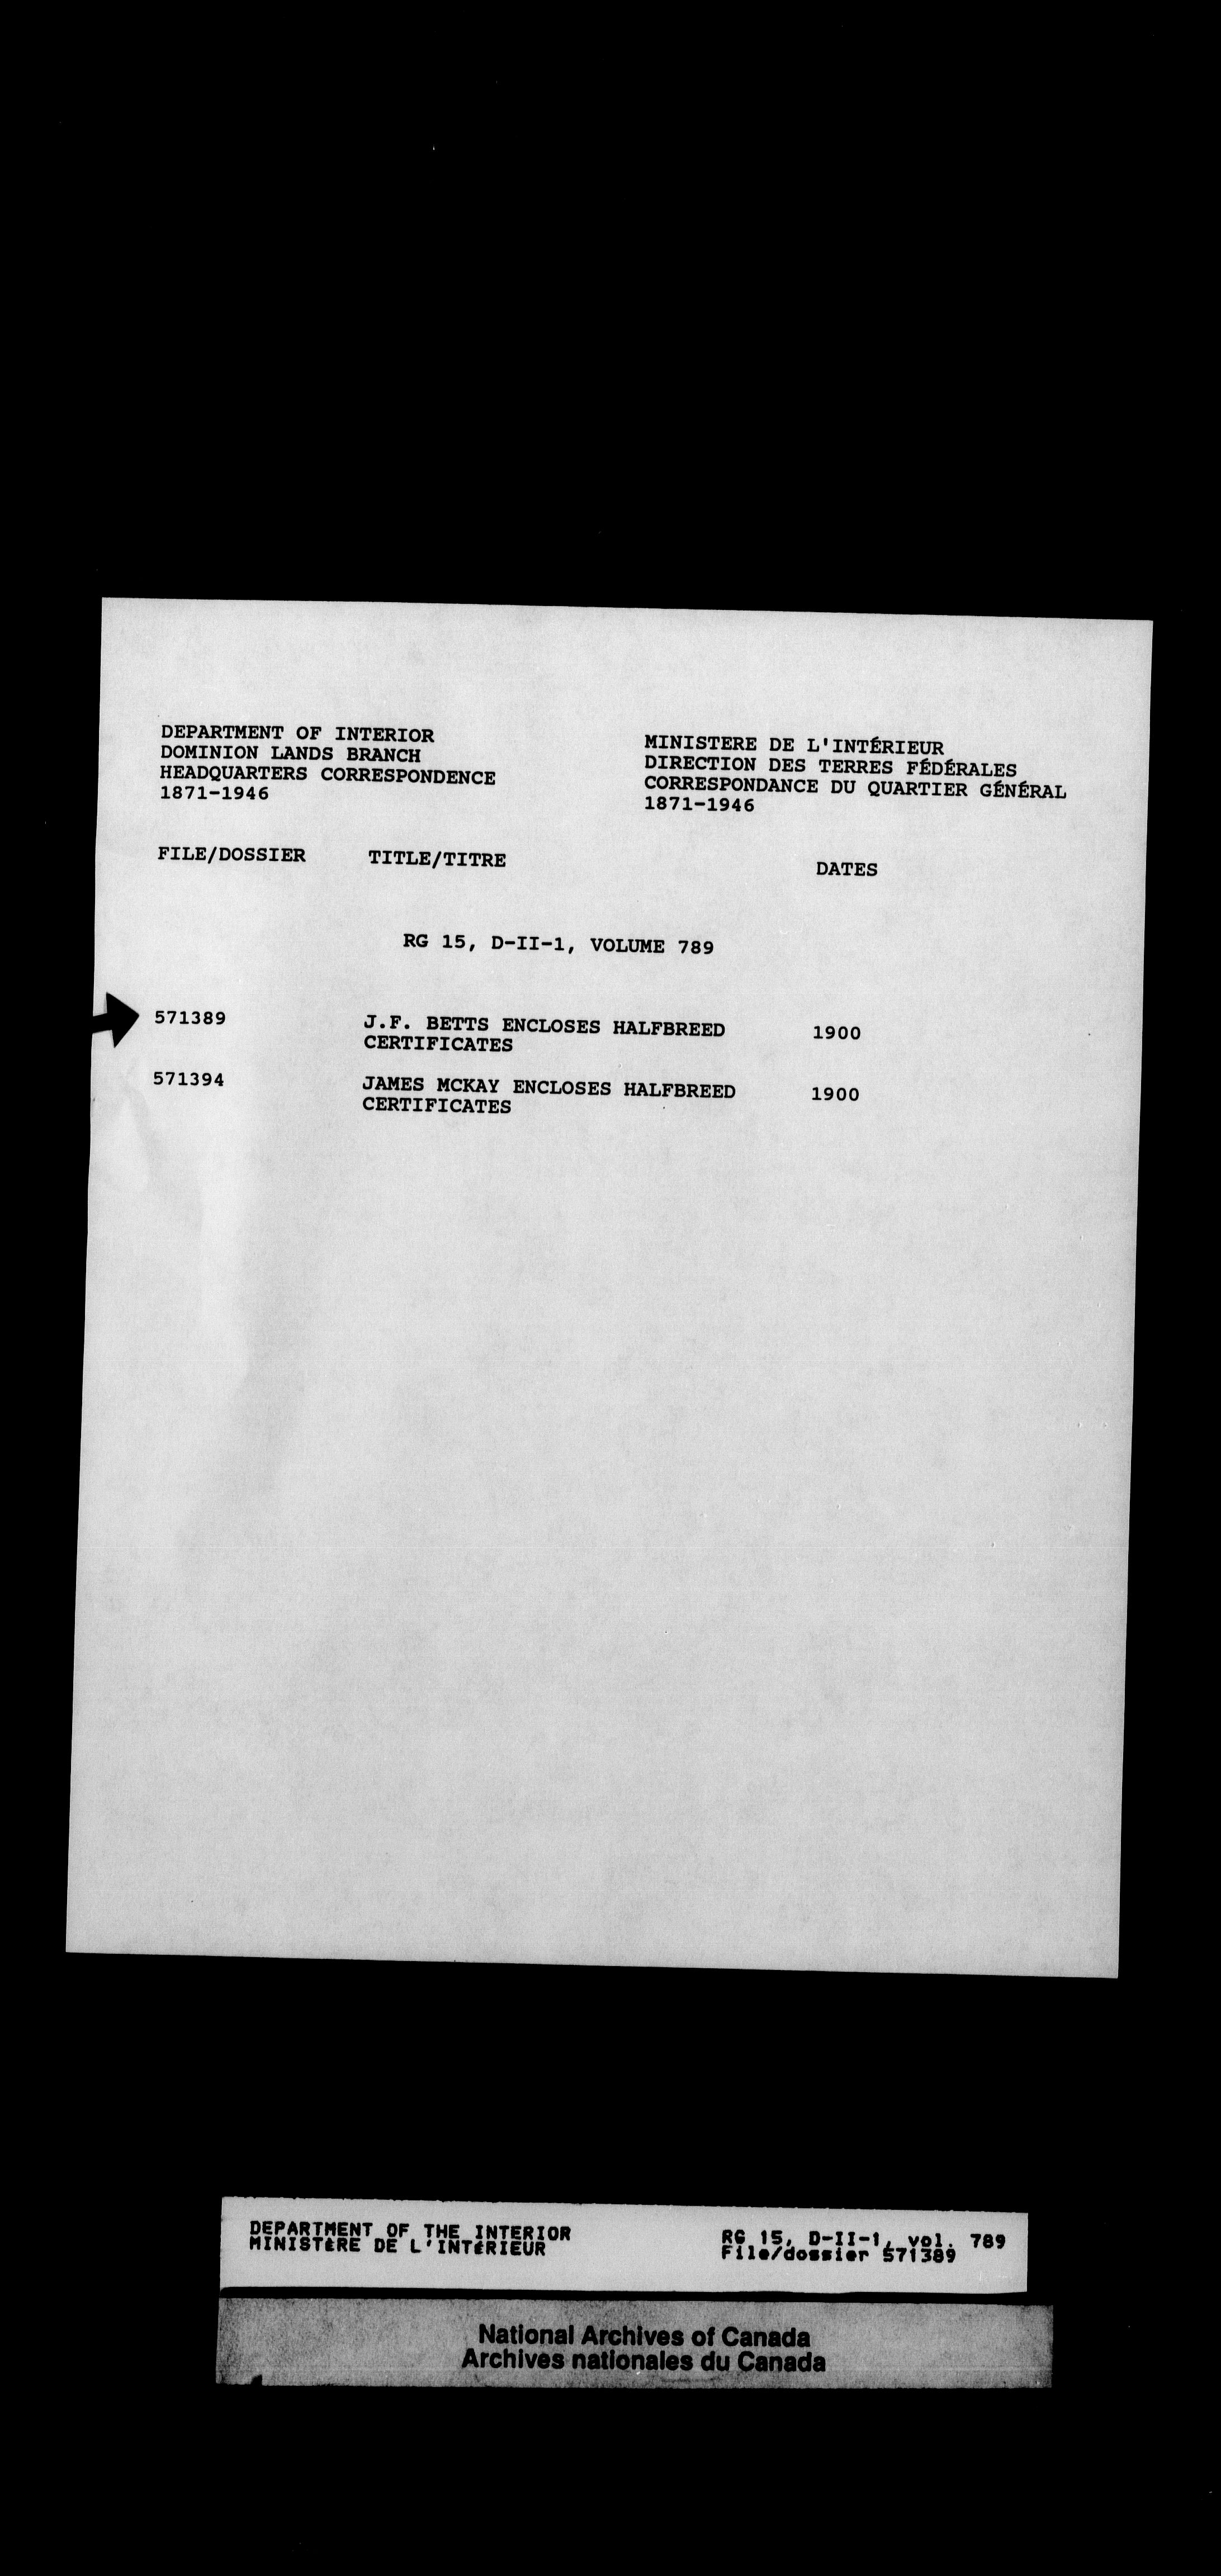 DEPARTMENT OF INTERIOR
DOMINION LANDS BRANCH
HEADQUARTERS CORRESPONDENCE
1871-1946
MINISTERE DE L'INTÉRIEUR
DIRECTION DES TERRES FÉDÉRALES
CORRESPONDANCE DU QUARTIER GÉNÉRAL
1871-1946
FILE/DOSSIER TITLE/TITRE DATES
RG 15, D-II-1, VOLUME 789
571389 J.F. BETTS ENCLOSES HALFBREED 1900
CERTIFICATES
571394 JAMES MCKAY ENCLOSES HALFBREED 1900
CERTIFICATES
DEPARTMENT OF THE INTERIOR
MINISTÈRE DE L'INTÉRIEUR
RG 15, D-II-1, vol. 789
File/dossier 571389
National Archives of Canada
Archives nationales du Canada